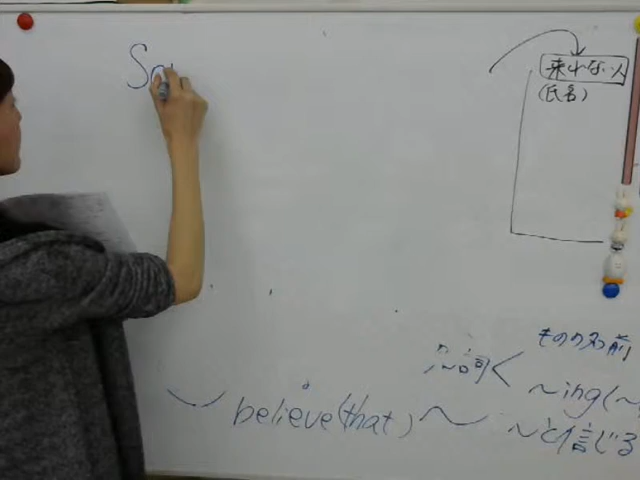 Sa
来れない人
(氏名)
ものの名前
名詞 <
～ing(～
believe(that) ～
～と信じる